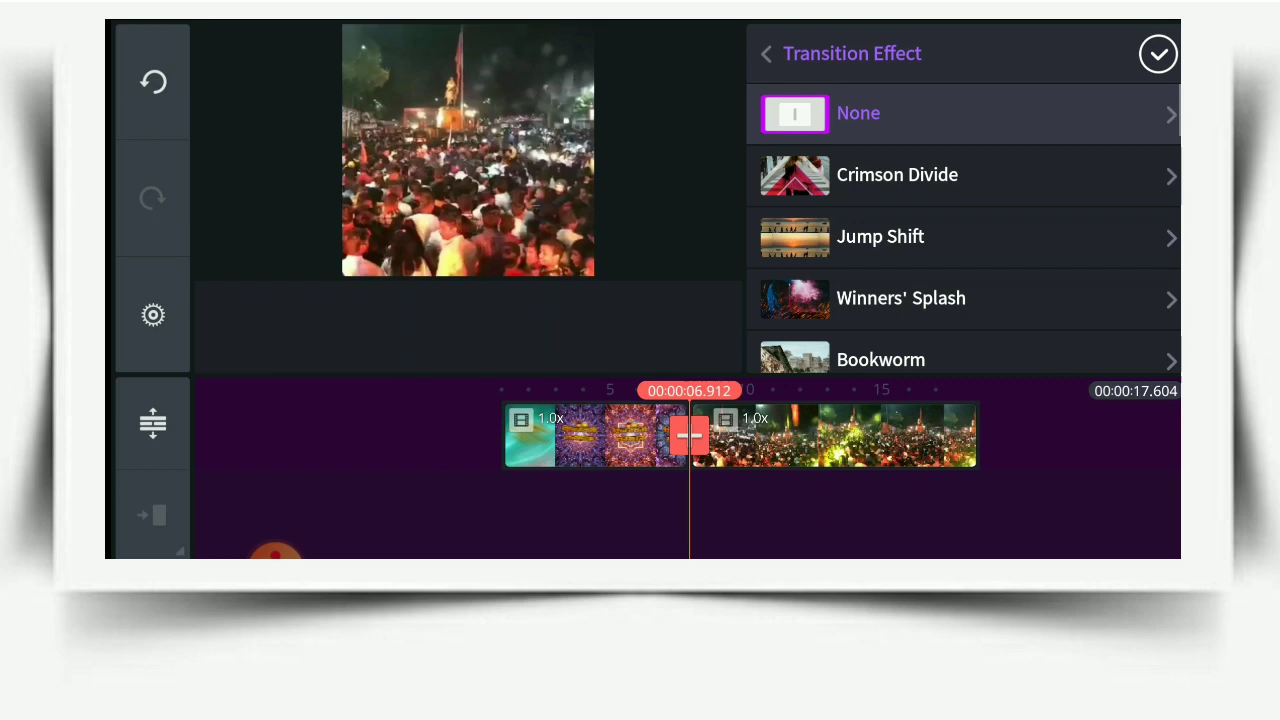 Transition Effect
None
Crimson Divide
Jump Shift
Winners' Splash
Bookworm
5
00:00:06.912
0
15
00:00:17.604
1.0x
1.0x